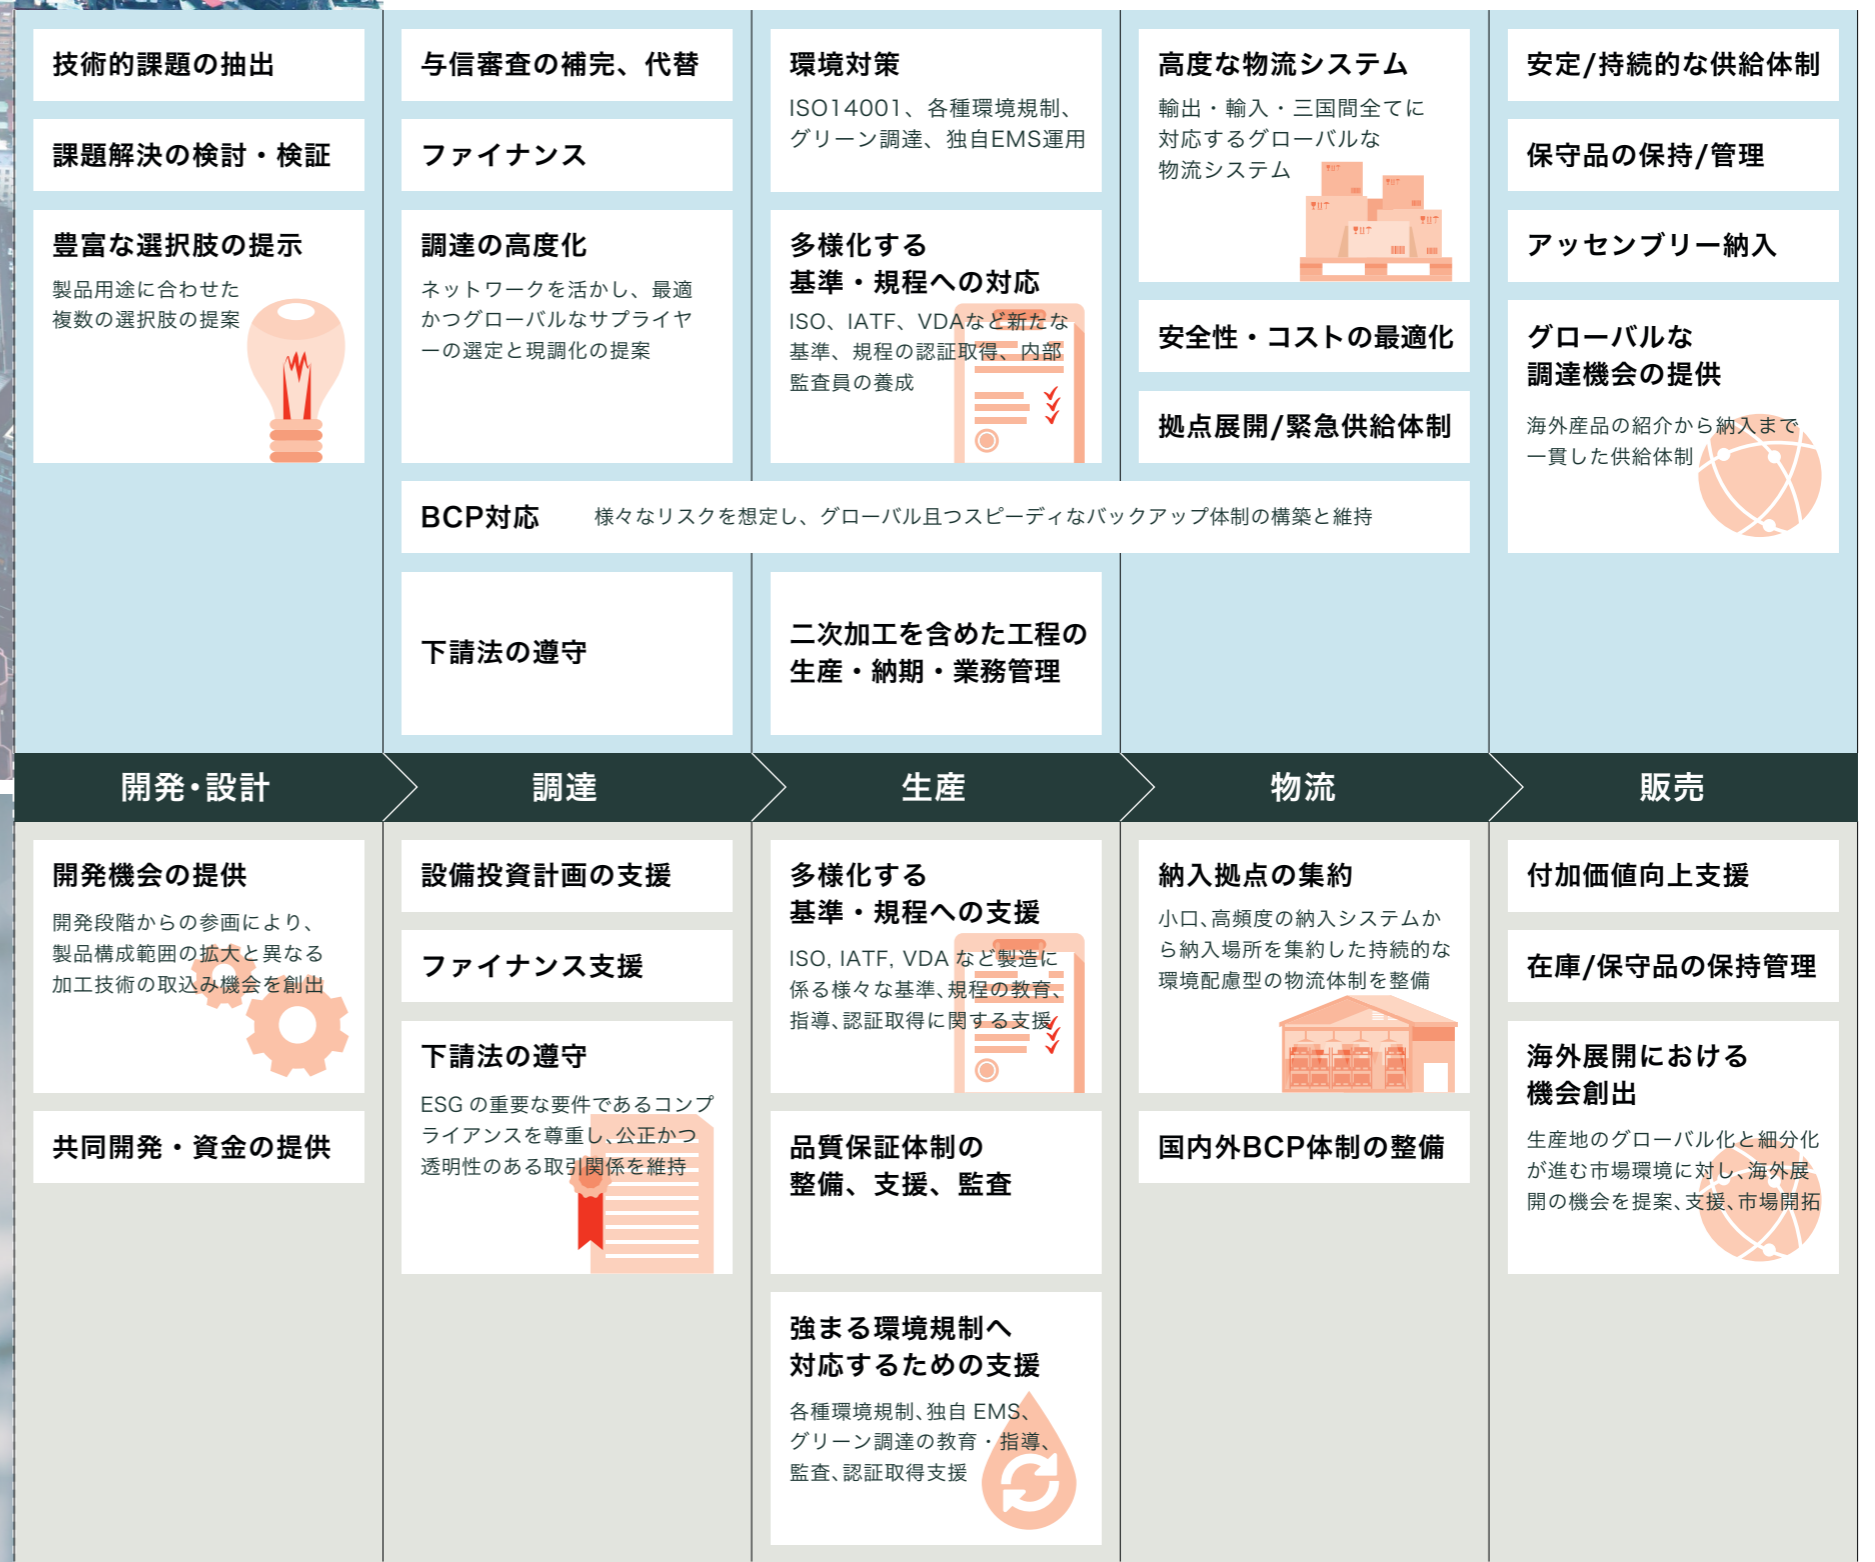 技術的課題の抽出
課題解決の検討・検証
豊富な選択肢の提示
製品用途に合わせた
複数の選択肢の提案
与信審査の補完、代替
ファイナンス
調達の高度化
ネットワークを活かし、最適
かつグローバルなサプライヤ
ーの選定と現調化の提案
環境対策
ISO14001、各種環境規制、
グリーン調達、独自EMS運用
多様化する
基準・規程への対応
ISO、IATF、VDAなど新たな
基準、規程の認証取得、内部
監査員の養成
高度な物流システム
輸出・輸入・三国間全てに
対応するグローバルな
物流システム
安全性・コストの最適化
拠点展開/緊急供給体制
安定/持続的な供給体制
保守品の保持/管理
アッセンブリー納入
グローバルな
調達機会の提供
海外産品の紹介から納入まで
一貫した供給体制
BCP対応 様々なリスクを想定し、グローバル且つスピーディなバックアップ体制の構築と維持
下請法の遵守
二次加工を含めた工程の
生産・納期・業務管理
開発・設計 調達 生産 物流 販売
開発機会の提供
開発段階からの参画により、
製品構成範囲の拡大と異なる
加工技術の取込み機会を創出
共同開発・資金の提供
設備投資計画の支援
ファイナンス支援
下請法の遵守
ESG の重要な要件であるコンプ
ライアンスを尊重し、公正かつ
透明性のある取引関係を維持
多様化する
基準・規程への支援
ISO, IATF, VDA など製造に
係る様々な基準、規程の教育、
指導、認証取得に関する支援
品質保証体制の
整備、支援、監査
強まる環境規制へ
対応するための支援
各種環境規制、独自 EMS、
グリーン調達の教育・指導、
監査、認証取得支援
納入拠点の集約
小口、高頻度の納入システムか
ら納入場所を集約した持続的な
環境配慮型の物流体制を整備
国内外BCP体制の整備
付加価値向上支援
在庫/保守品の保持管理
海外展開における
機会創出
生産地のグローバル化と細分化
が進む市場環境に対し、海外展
開の機会を提案、支援、市場開拓